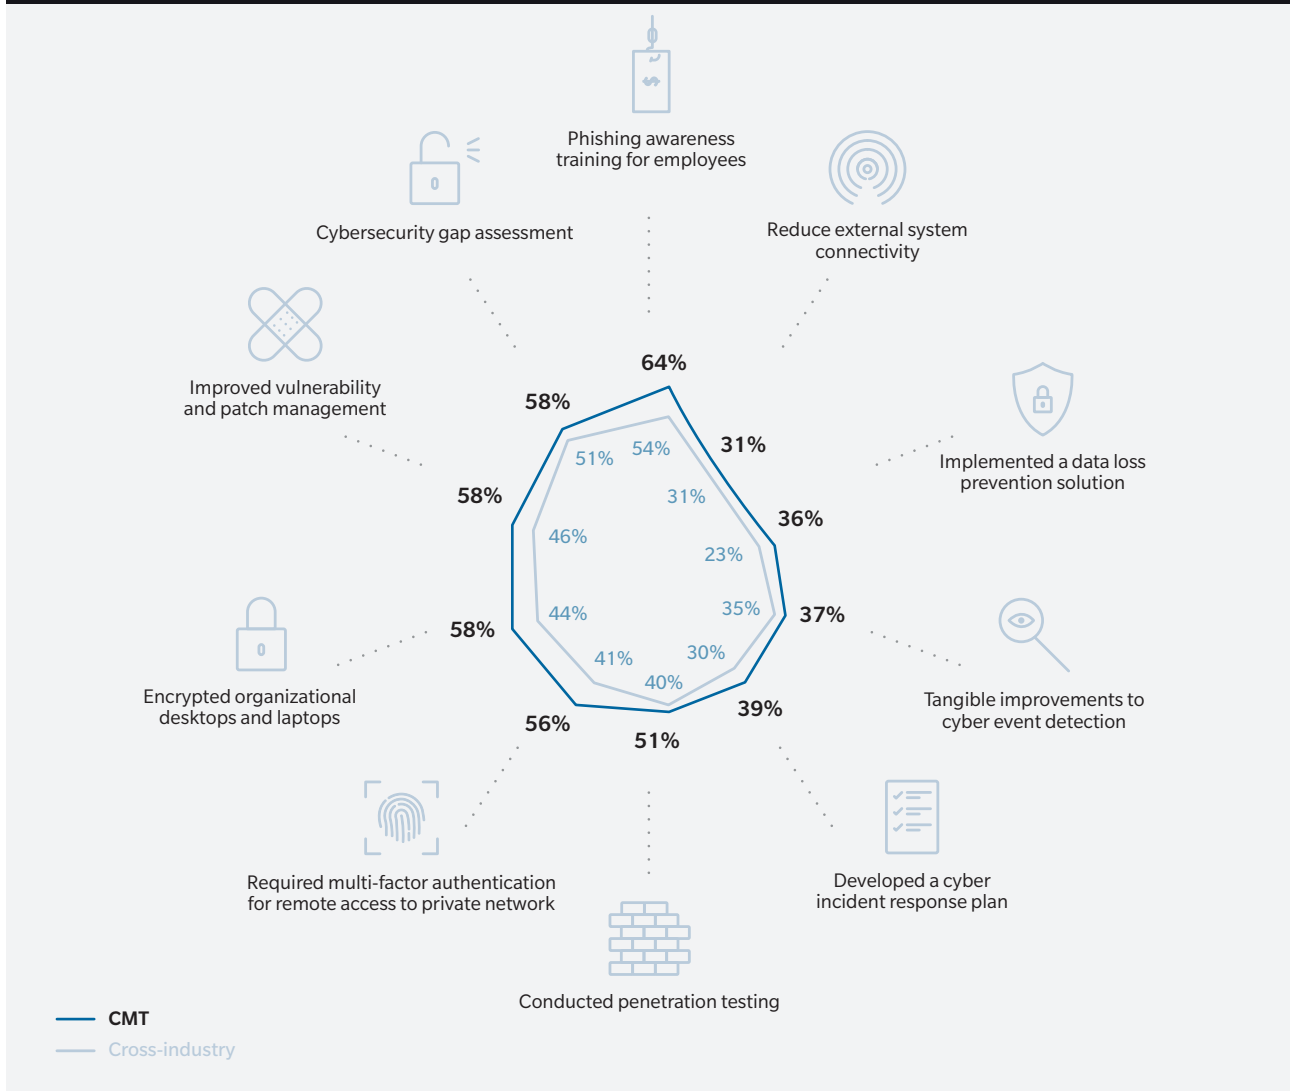 $
Phishing awareness
training for employees
Reduce external system
connectivity
Cybersecurity gap assessment
Improved vulnerability
and patch management
Implemented a data loss
prevention solution
64%
58%
31%
51%
54%
58%
31%
36%
46%
23%
44%
35%
37%
58%
41%
30%
40%
56%
39%
51%
Encrypted organizational
desktops and laptops
Tangible improvements to
cyber event detection
Required multi-factor authentication
for remote access to private network
Developed a cyber
incident response plan
Conducted penetration testing
CMT
Cross-industry